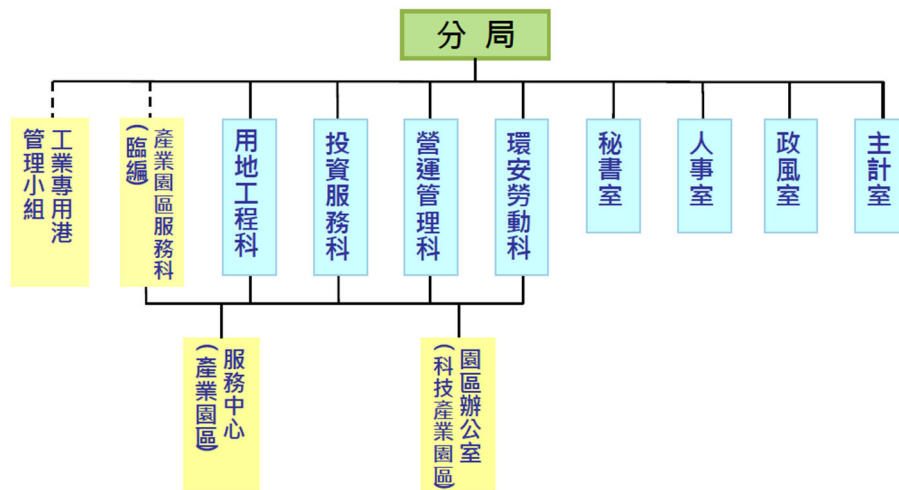 分局
工業專用港
管理小組
產業園區服務科
(臨編)
用地工程科
投資服務科
營運管理科
環安勞動科
秘書室
人事室
政風室
主計室
服務中心
(產業園區)
園區辦公室
(科技產業園區)